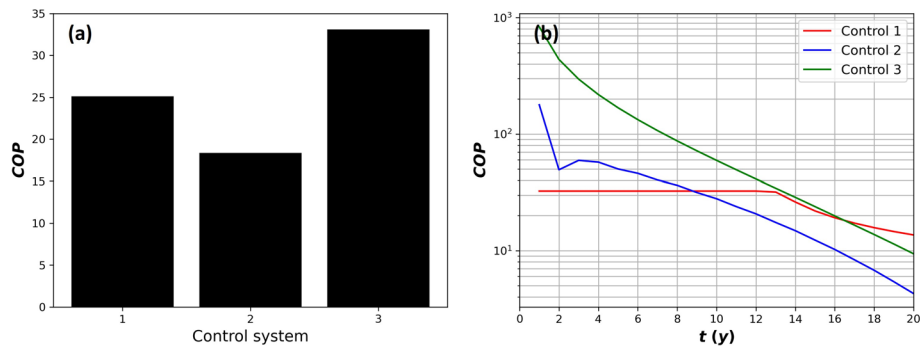 (a)
COP
35
30
25
20
15
10
5
0
1 2 3
Control system
(b)
Control 1
Control 2
Control 3
COP
10³
10²
10¹
0 2 4 6 8 10 12 14 16 18 20
t (y)